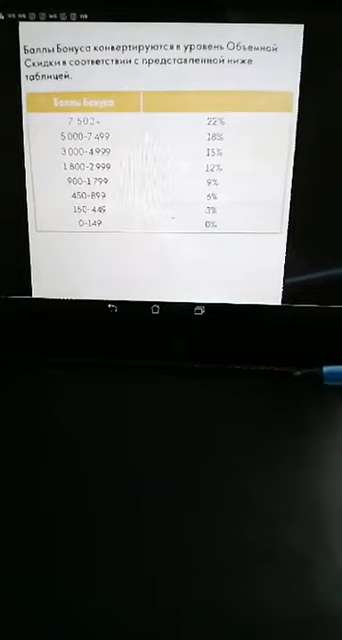 Баллы Бонуса конвертируются в уровень Объемной
Скидки в соответствии с представленной ниже
таблицей.
Баллы Бонуса
7 500+ 22%
5 000-7 499 18%
3 000-4 999 15%
1 800-2 999 12%
900-1 799 9%
450-899 6%
150-449 3%
0-149 0%